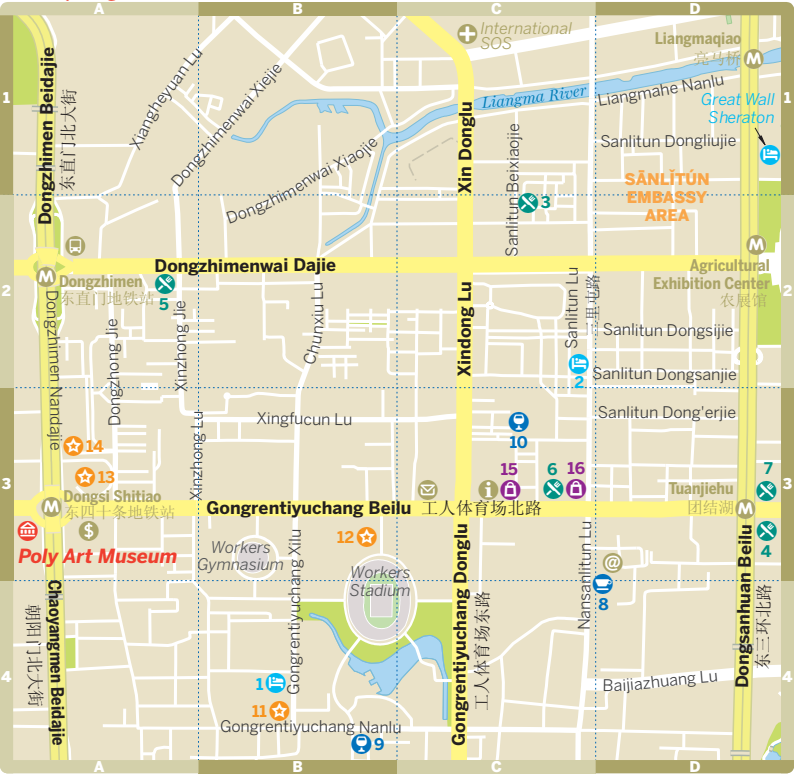 A
B
C
D
International
SOS
Liangmaqiao
亮马桥
1
1
Liangma River
Liangmahe Nanlu
Great Wall
Sheraton
Dongzhimen Beidajie
东直门北大街
Xiangheyuan Lu
Dongzhimenwai Xiejie
Xin Donglu
Sanlitun Dongliujie
Dongzhimenwai Xiaojie
Sanlitun Beixiaojie
SĀNLǏTÚN
EMBASSY
AREA
3
Dongzhimenwai Dajie
Agricultural
Exhibition Center
农展馆
Dongzhimen
东直门地铁站
2
2
5
Dongzhimen Nandajie
Dongzhong Jie
Xinzhong Jie
Chunxiu Lu
Xindong Lu
Sanlitun Lu
三里屯路
Sanlitun Dongsijie
Sanlitun Dongsanjie
2
Sanlitun Dong'erjie
Xingfucun Lu
Xinzhong Lu
10
14
13
15
6
16
7
3
3
Dongsi Shitiao
东四十条地铁站
Tuanjiehu
团结湖
Gongrentiyuchang Beilu
工人体育场北路
$
Poly Art Museum
12
4
Workers
Gymnasium
Workers
Stadium
@
8
Gongrentiyuchang Xilu
Gongrentiyuchang Donglu
工人体育场东路
Nansanlitun Lu
Dongsanhuan Beilu
东三环北路
Chaoyangmen Beidajie
朝阳门北大街
4
4
Baijiazhuang Lu
1
11
Gongrentiyuchang Nanlu
9
A
B
C
D